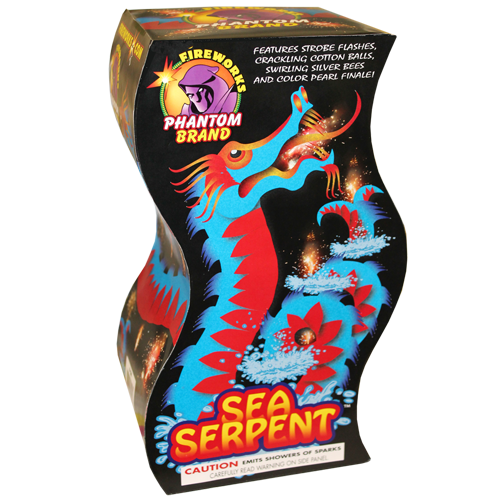 FEATURES STROBE FLASHES,
CRACKLING COTTON BALLS,
SWIRLING SILVER BEES
AND COLOR PEARL FINALE!
FIREWORKS
PHANTOM
BRAND
SEA
SERPENT™
CAUTION EMITS SHOWERS OF SPARKS
CAREFULLY READ WARNING ON SIDE PANEL